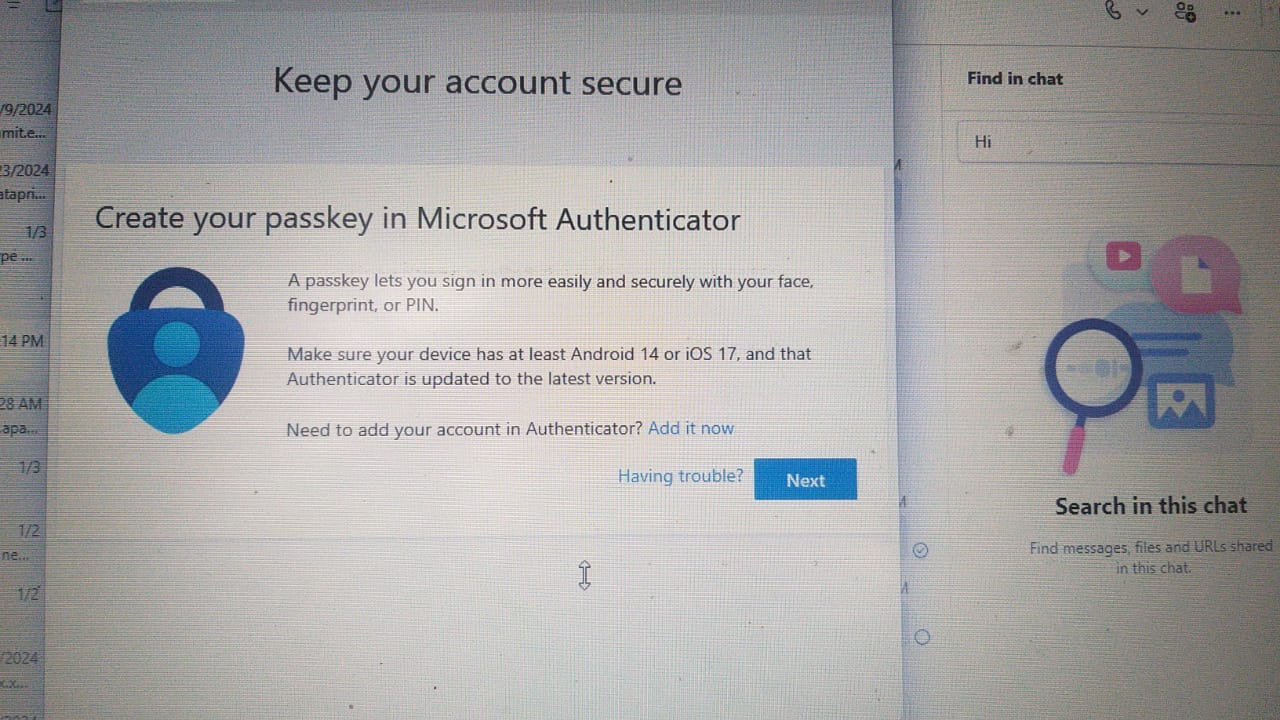 /9/2024
mit.e...
3/2024
atapri...
1/3
pe ...
14 PM
28 AM
apa...
1/3
1/2
ne...
1/2
/2024
x.x...
Keep your account secure
Create your passkey in Microsoft Authenticator
A passkey lets you sign in more easily and securely with your face,
fingerprint, or PIN.
Make sure your device has at least Android 14 or iOS 17, and that
Authenticator is updated to the latest version.
Need to add your account in Authenticator? Add it now
Having trouble?
Next
Find in chat
Hi
Search in this chat
Find messages, files and URLs shared
in this chat.